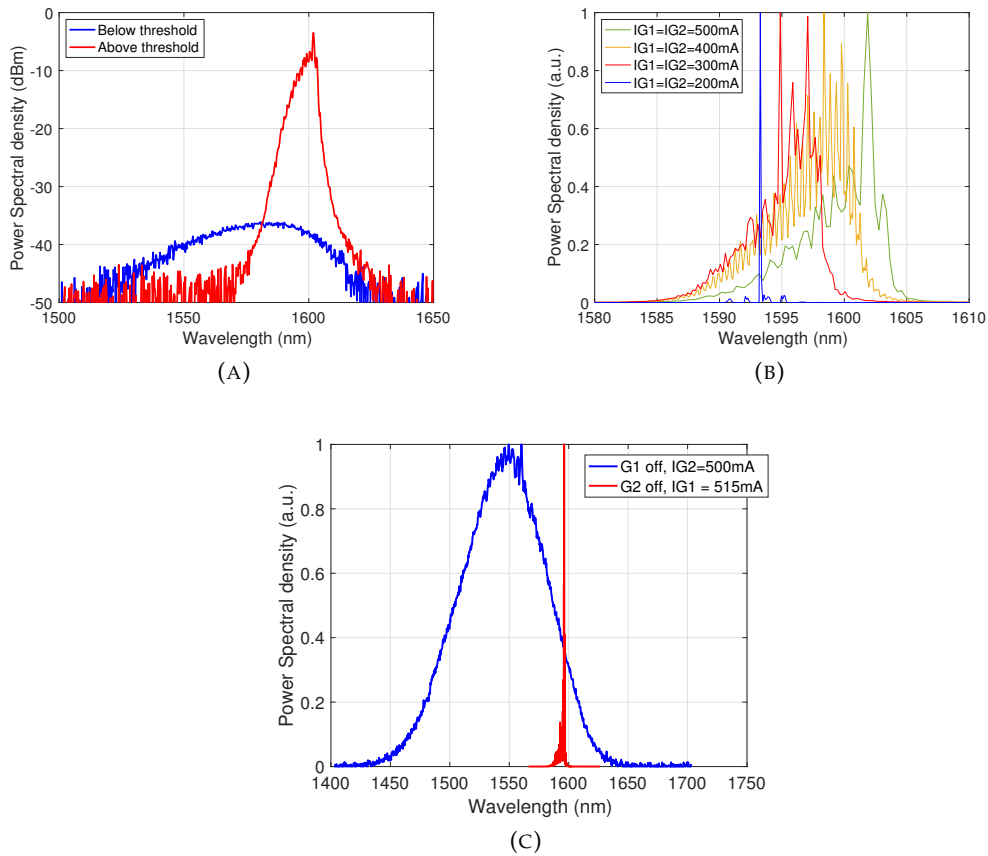 0
-10
-20
-30
-40
-50
Power Spectral density (dBm)
Below threshold
Above threshold
1500
1550
1600
1650
Wavelength (nm)
(A)
1
0.8
0.6
0.4
0.2
0
Power Spectral density (a.u.)
IG1=IG2=500mA
IG1=IG2=400mA
IG1=IG2=300mA
IG1=IG2=200mA
1580
1585
1590
1595
1600
1605
1610
Wavelength (nm)
(B)
1
0.8
0.6
0.4
0.2
0
Power Spectral density (a.u.)
G1 off, IG2=500mA
G2 off, IG1 = 515mA
1400
1450
1500
1550
1600
1650
1700
1750
Wavelength (nm)
(C)